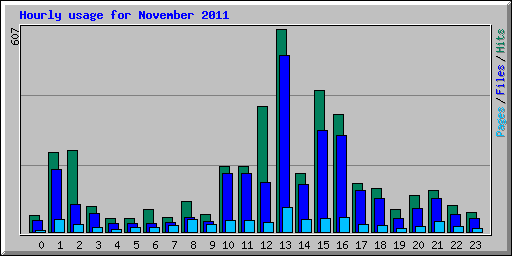 Hourly usage for November 2011
607
Pages / Files / Hits
0 1 2 3 4 5 6 7 8 9 10 11 12 13 14 15 16 17 18 19 20 21 22 23